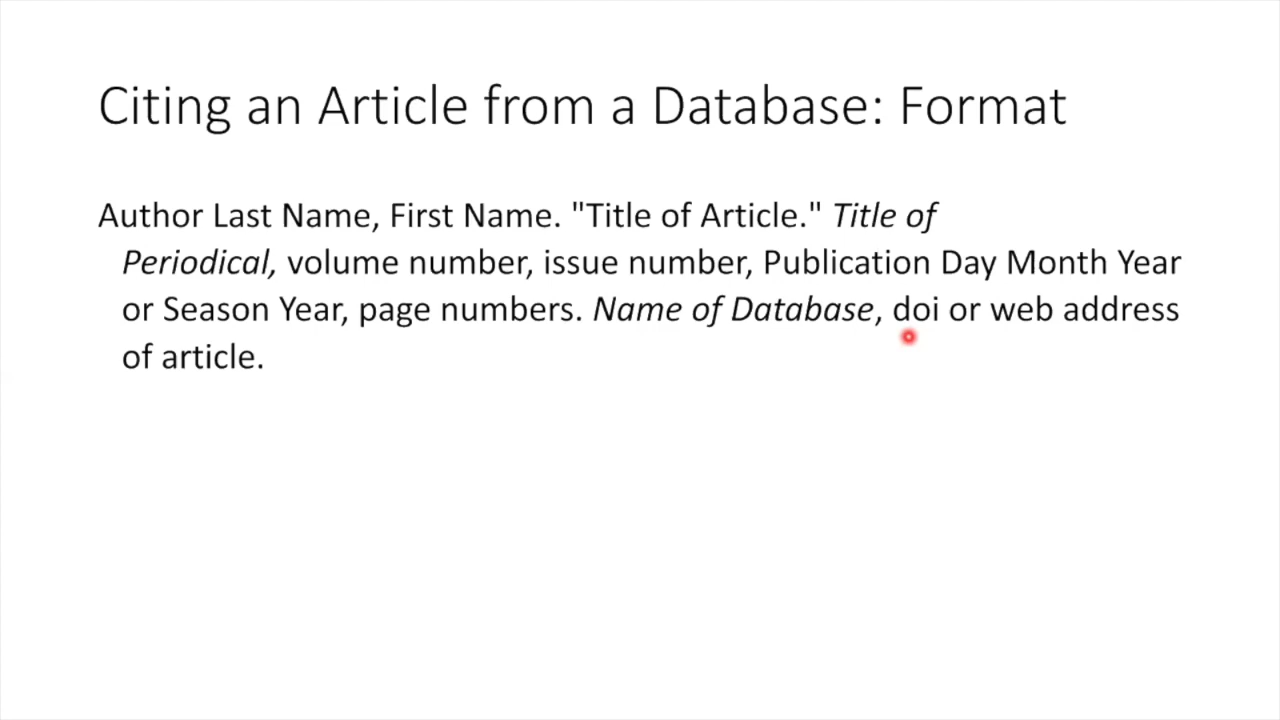 Citing an Article from a Database: Format
Author Last Name, First Name. "Title of Article." Title of
Periodical, volume number, issue number, Publication Day Month Year
or Season Year, page numbers. Name of Database, doi or web address
of article.